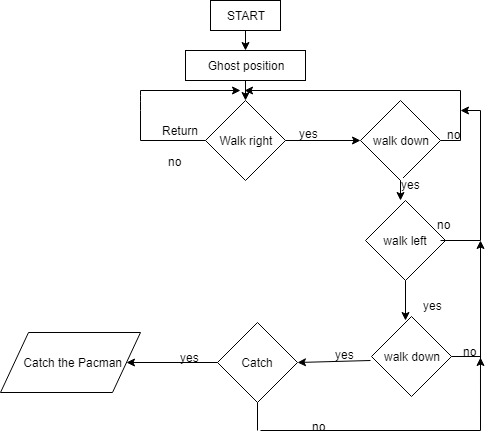 START
Ghost position
Return
Walk right
yes
walk down
no
no
yes
walk left
no
yes
walk down
no
yes
Catch
yes
Catch the Pacman
no